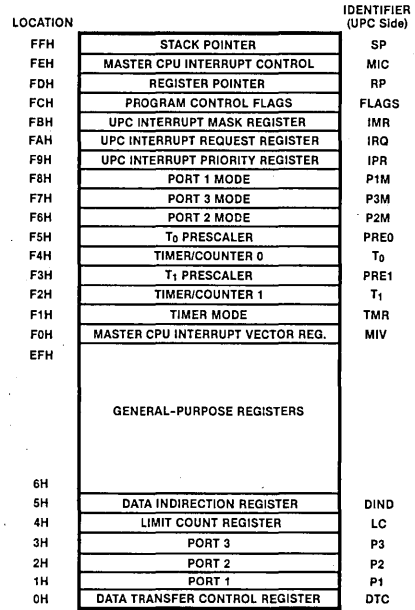 IDENTIFIER
LOCATION (UPC Side)
FFH STACK POINTER SP
FEH MASTER CPU INTERRUPT CONTROL MIC
FDH REGISTER POINTER RP
FCH PROGRAM CONTROL FLAGS FLAGS
FBH UPC INTERRUPT MASK REGISTER IMR
FAH UPC INTERRUPT REQUEST REGISTER IRQ
F9H UPC INTERRUPT PRIORITY REGISTER IPR
F8H PORT 1 MODE P1M
F7H PORT 3 MODE P3M
F6H PORT 2 MODE P2M
F5H T0 PRESCALER PRE0
F4H TIMER/COUNTER 0 T0
F3H T1 PRESCALER PRE1
F2H TIMER/COUNTER 1 T1
F1H TIMER MODE TMR
F0H MASTER CPU INTERRUPT VECTOR REG. MIV
EFH
GENERAL-PURPOSE REGISTERS
6H
5H DATA INDIRECTION REGISTER DIND
4H LIMIT COUNT REGISTER LC
3H PORT 3 P3
2H PORT 2 P2
1H PORT 1 P1
0H DATA TRANSFER CONTROL REGISTER DTC